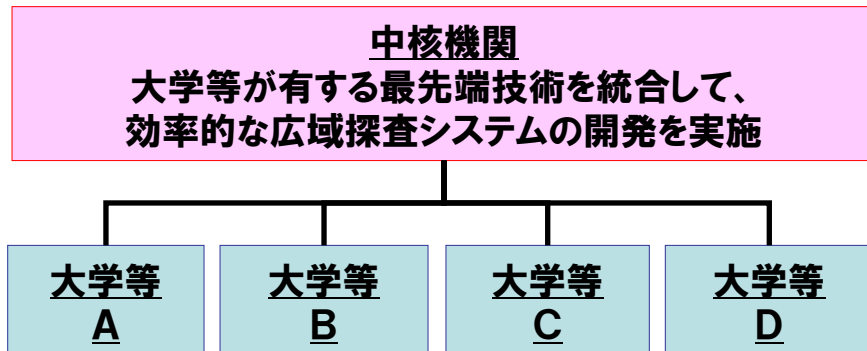 中核機関
大学等が有する最先端技術を統合して、
効率的な広域探査システムの開発を実施
大学等
A
大学等
B
大学等
C
大学等
D